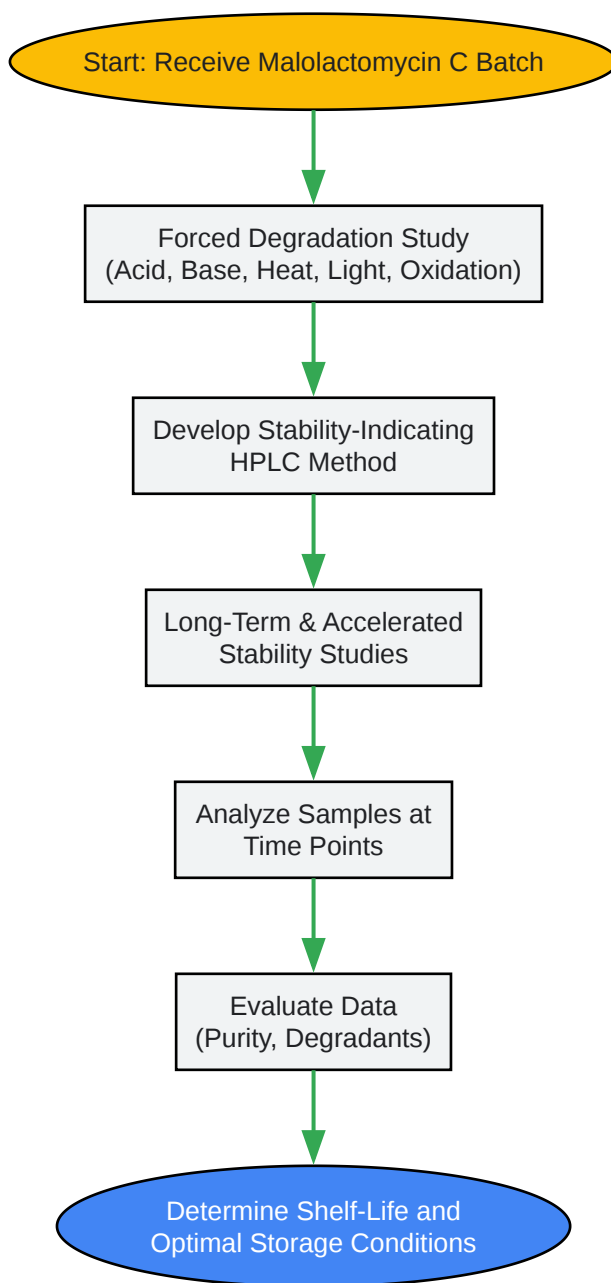 Start: Receive Malolactomycin C Batch
Forced Degradation Study
(Acid, Base, Heat, Light, Oxidation)
Develop Stability-Indicating
HPLC Method
Long-Term & Accelerated
Stability Studies
Analyze Samples at
Time Points
Evaluate Data
(Purity, Degradants)
Determine Shelf-Life and
Optimal Storage Conditions